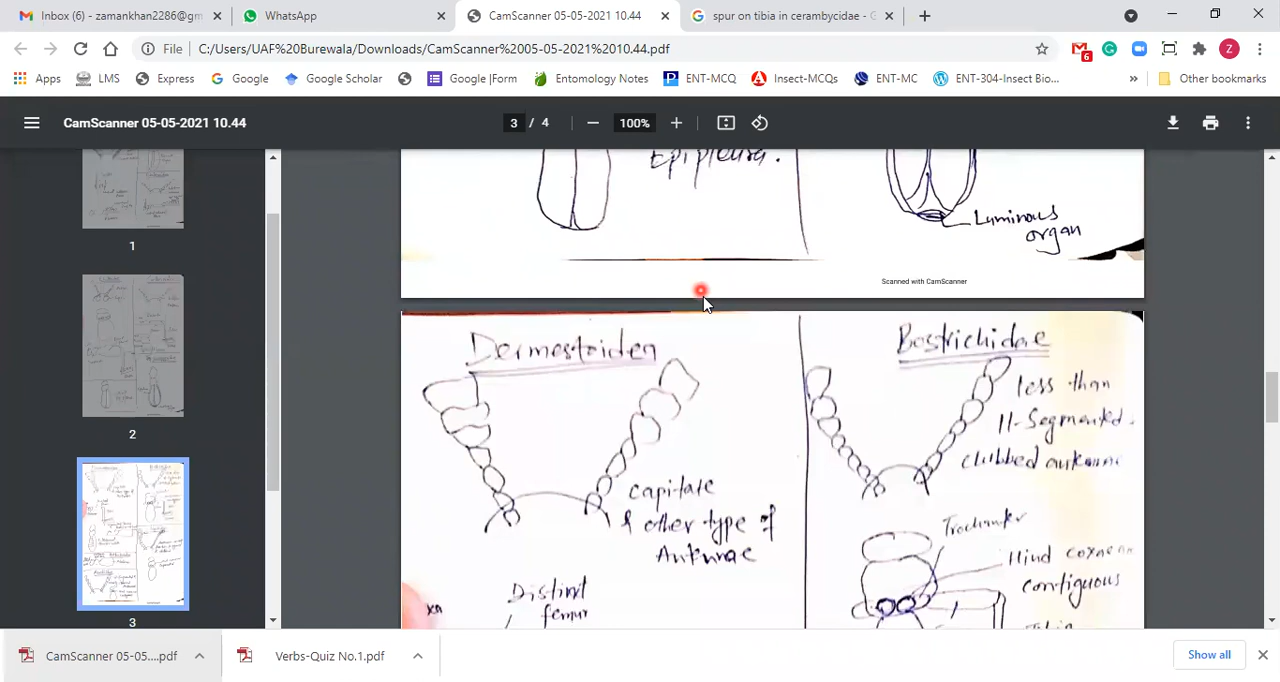 Inbox (6) - zamankhan2286@gm
WhatsApp
CamScanner 05-05-2021 10.44
spur on tibia in cerambycidae - G
File
C:/Users/UAF%20Burewala/Downloads/CamScanner%2005-05-2021%2010.44.pdf
6
Z
Apps
LMS
Express
Google
Google Scholar
Google |Form
Entomology Notes
ENT-MCQ
Insect-MCQs
ENT-MC
ENT-304-Insect Bio...
»
Other bookmarks
CamScanner 05-05-2021 10.44
3 / 4
100%
1
2
3
Epipleura.
Luminous
organ
Scanned with CamScanner
Dermestoiden
Capitate
& other type of
Antennae
Distinct
femur
Bostrichidae
less than
11-Segmented
clubbed antennae
Trochanter
Hind coxae
contiguous
Tibia
CamScanner 05-05....pdf
Verbs-Quiz No.1.pdf
Show all